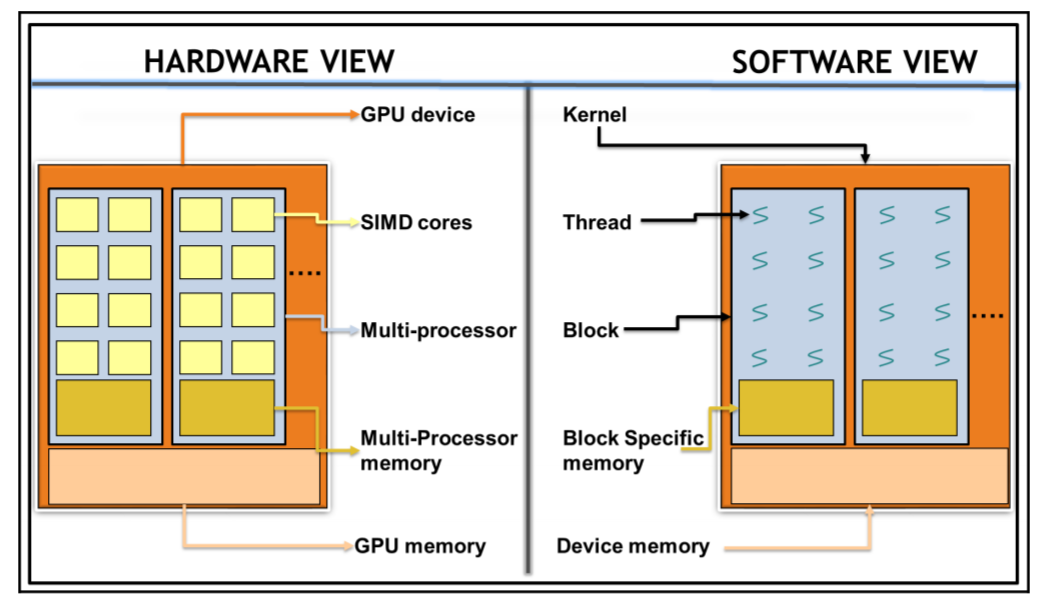 HARDWARE VIEW
GPU device
SIMD cores
....
Multi-processor
Multi-Processor
memory
GPU memory
SOFTWARE VIEW
Kernel
Thread
Block
....
Block Specific
memory
Device memory